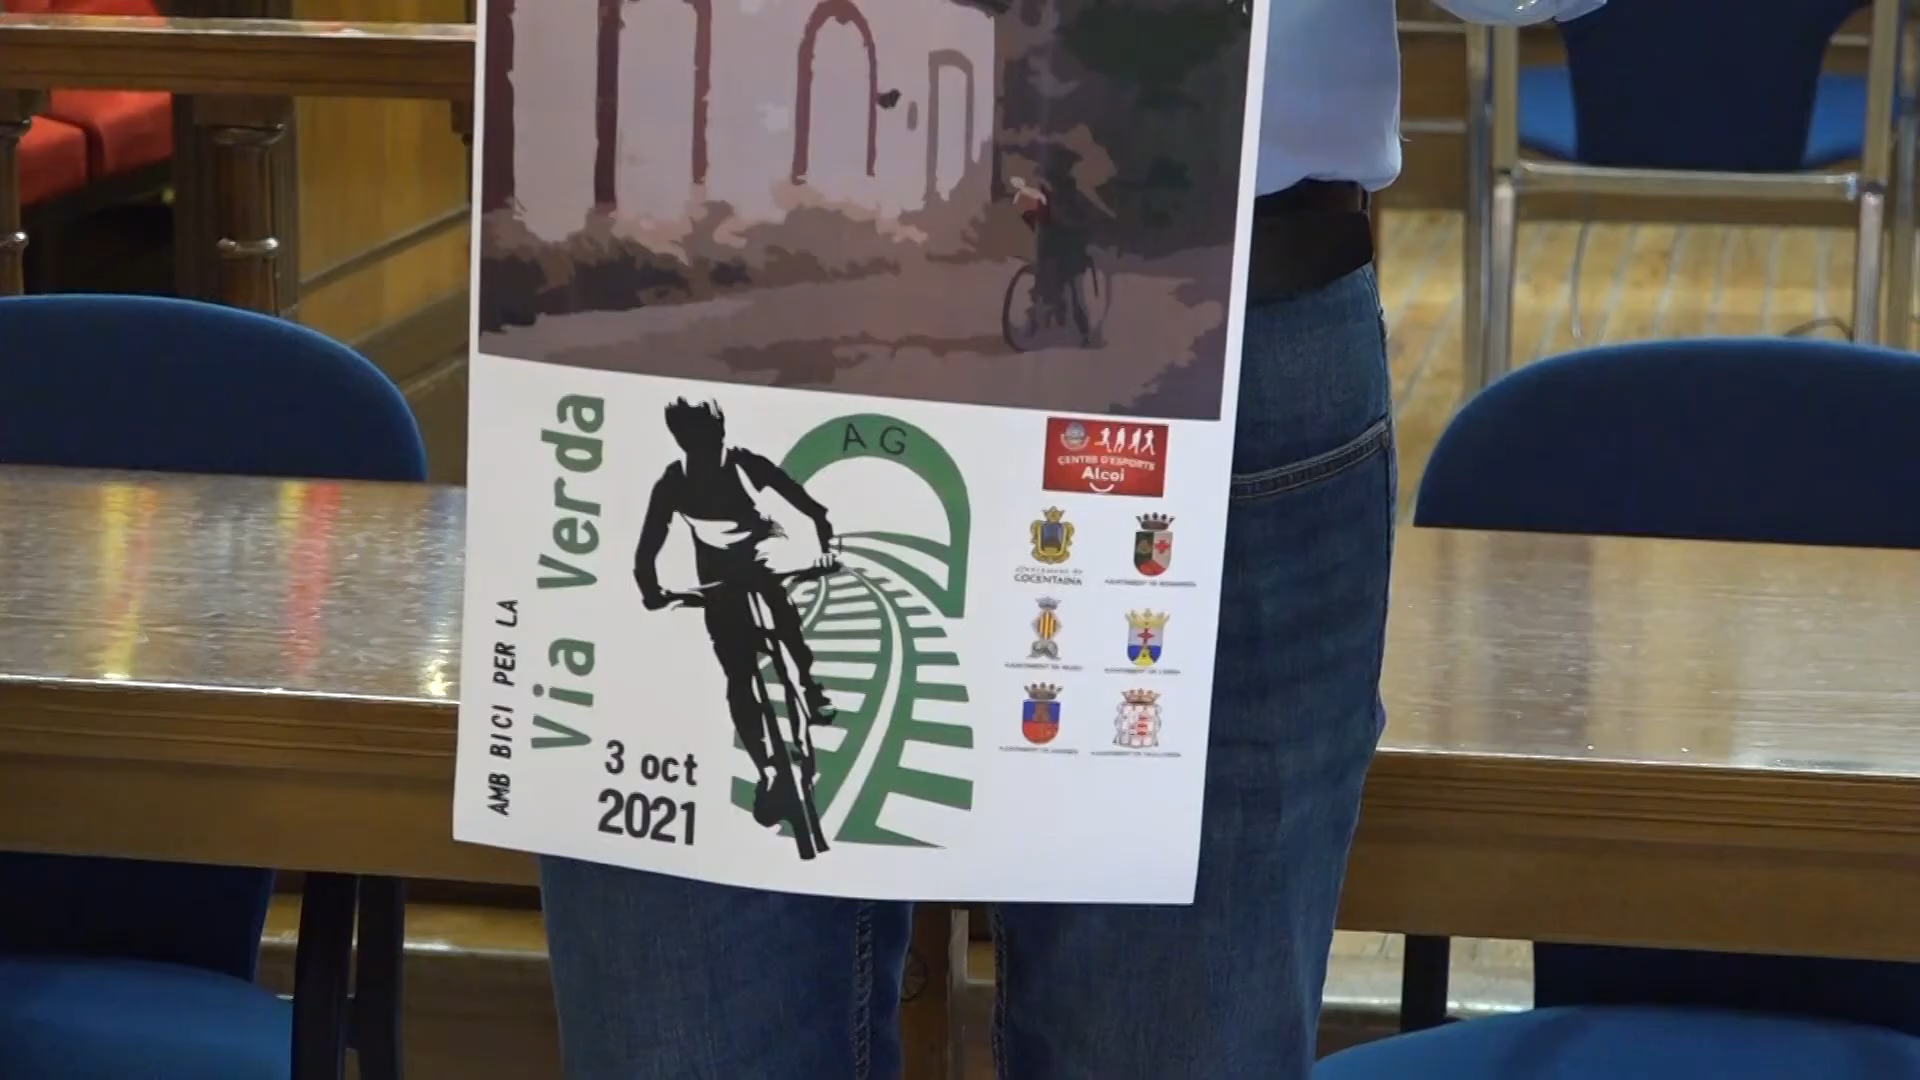 AMB BICI PER LA
Via Verda
3 oct
2021
AG
CENTRE D'ESPORTS
Alcoi
COCENTAINA